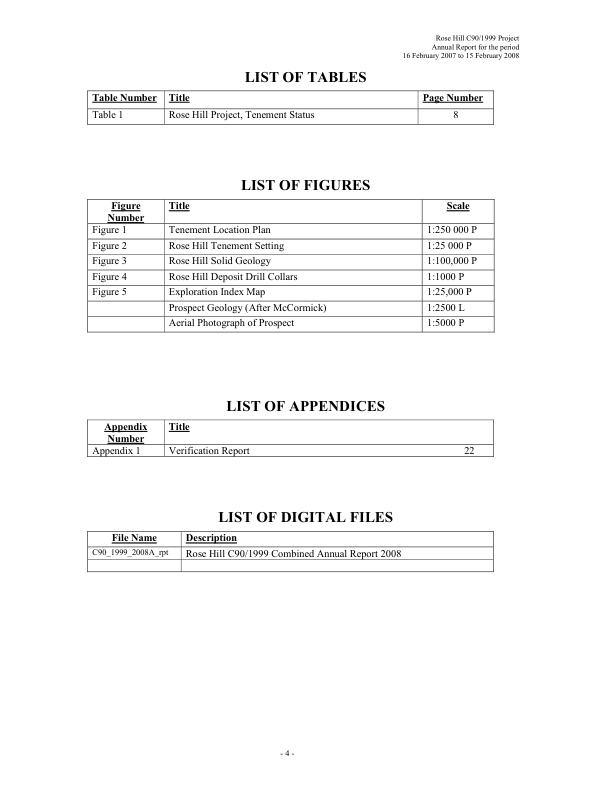 Rose Hill C90/1999 Project
Annual Report for the period
16 February 2007 to 15 February 2008
LIST OF TABLES
Table Number Title Page Number
Table 1 Rose Hill Project, Tenement Status 8
LIST OF FIGURES
Figure Number Title Scale
Figure 1 Tenement Location Plan 1:250 000 P
Figure 2 Rose Hill Tenement Setting 1:25 000 P
Figure 3 Rose Hill Solid Geology 1:100,000 P
Figure 4 Rose Hill Deposit Drill Collars 1:1000 P
Figure 5 Exploration Index Map 1:25,000 P
Prospect Geology (After McCormick) 1:2500 L
Aerial Photograph of Prospect 1:5000 P
LIST OF APPENDICES
Appendix Number Title
Appendix 1 Verification Report 22
LIST OF DIGITAL FILES
File Name Description
C90_1999_2008A_rpt Rose Hill C90/1999 Combined Annual Report 2008
- 4 -